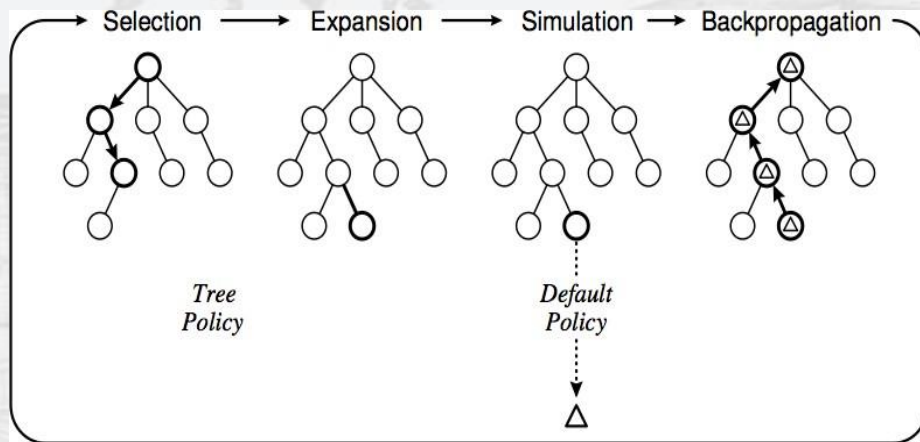 Selection Expansion Simulation Backpropagation
Tree
Policy
Default
Policy